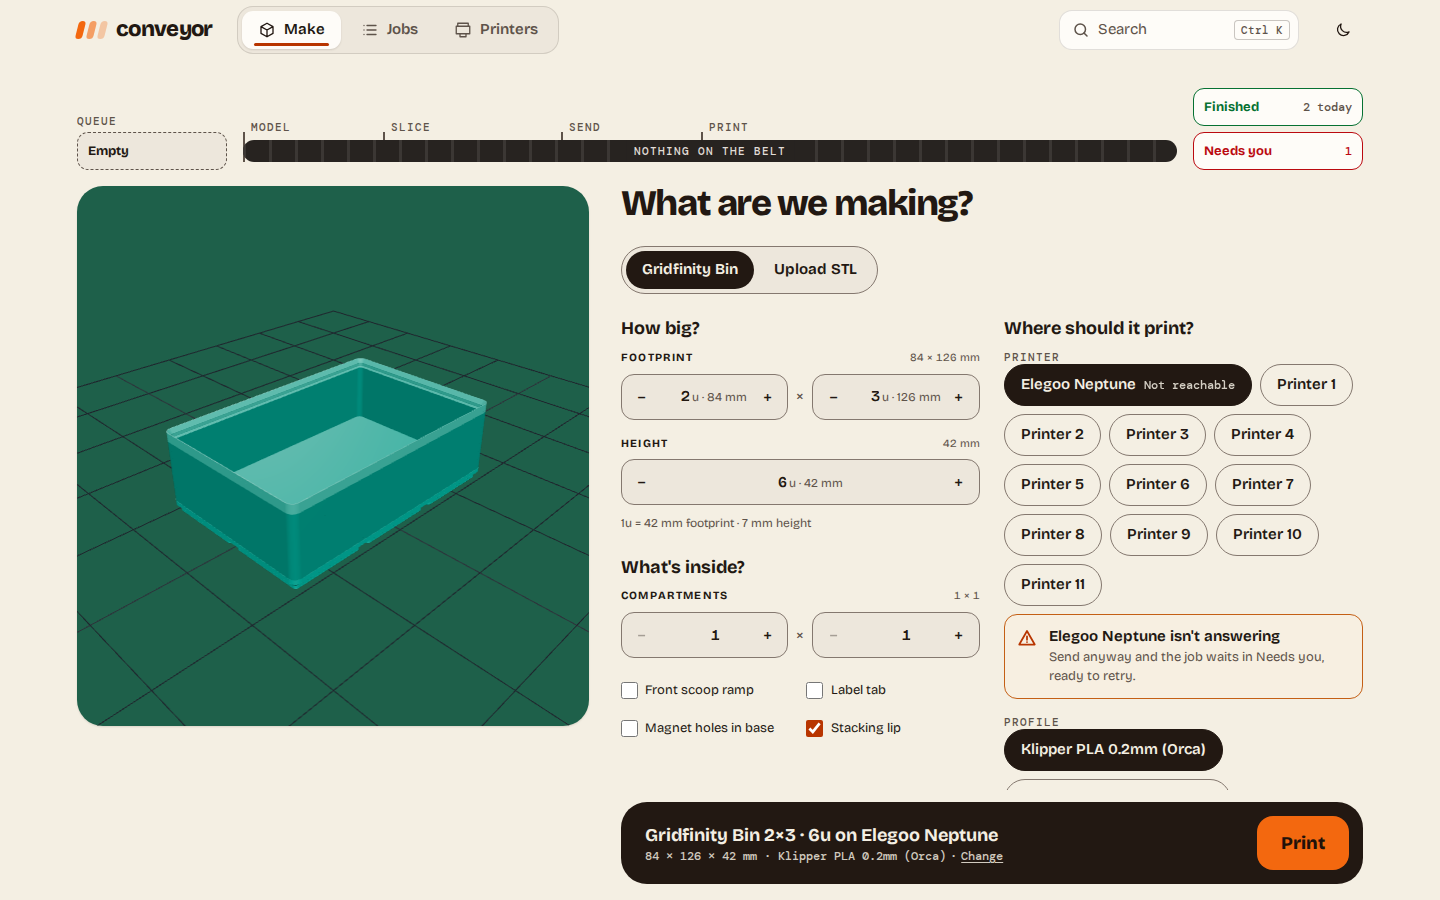 conveyor
Make
Jobs
Printers
Search
Ctrl K
QUEUE
Empty
MODEL
SLICE
SEND
PRINT
NOTHING ON THE BELT
Finished 2 today
Needs you 1
What are we making?
Gridfinity Bin
Upload STL
How big?
FOOTPRINT 84 × 126 mm
− 2 u · 84 mm + × − 3 u · 126 mm +
HEIGHT 42 mm
− 6 u · 42 mm +
1u = 42 mm footprint · 7 mm height
What's inside?
COMPARTMENTS 1 × 1
− 1 + × − 1 +
Front scoop ramp
Label tab
Magnet holes in base
Stacking lip
Where should it print?
PRINTER
Elegoo Neptune Not reachable
Printer 1
Printer 2
Printer 3
Printer 4
Printer 5
Printer 6
Printer 7
Printer 8
Printer 9
Printer 10
Printer 11
Elegoo Neptune isn't answering
Send anyway and the job waits in Needs you,
ready to retry.
PROFILE
Klipper PLA 0.2mm (Orca)
Gridfinity Bin 2×3 · 6u on Elegoo Neptune
84 × 126 × 42 mm · Klipper PLA 0.2mm (Orca) · Change
Print